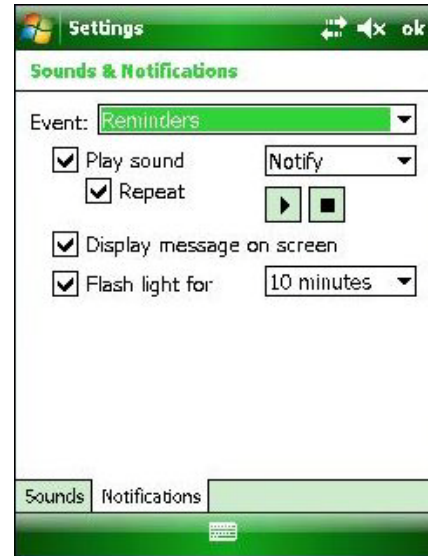 Settings ok
Sounds & Notifications
Event: Reminders
Play sound Notify
Repeat
Display message on screen
Flash light for 10 minutes
Sounds Notifications